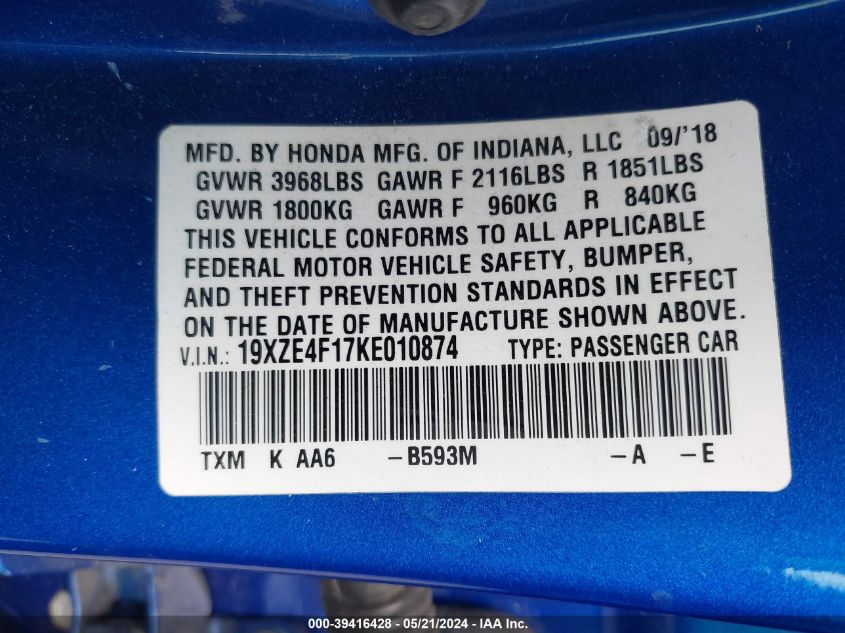 MFD. BY HONDA MFG. OF INDIANA, LLC 09/'18
GVWR 3968LBS GAWR F 2116LBS R 1851LBS
GVWR 1800KG GAWR F 960KG R 840KG
THIS VEHICLE CONFORMS TO ALL APPLICABLE
FEDERAL MOTOR VEHICLE SAFETY, BUMPER,
AND THEFT PREVENTION STANDARDS IN EFFECT
ON THE DATE OF MANUFACTURE SHOWN ABOVE.
V.I.N.: 19XZE4F17KE010874 TYPE: PASSENGER CAR
TXM K AA6 -B593M -A -E
000-39416428 - 05/21/2024 - IAA Inc.